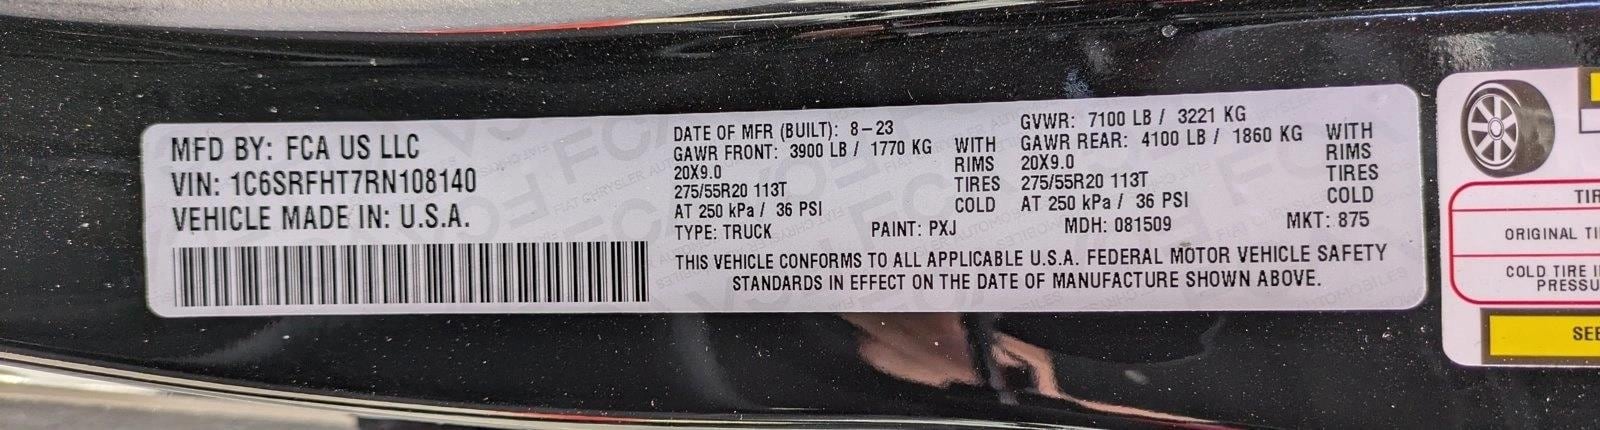 MFD BY: FCA US LLC
VIN: 1C6SRFHT7RN108140
VEHICLE MADE IN: U.S.A.
DATE OF MFR (BUILT): 8-23
GAWR FRONT: 3900 LB / 1770 KG WITH
20X9.0 RIMS
275/55R20 113T TIRES
AT 250 kPa / 36 PSI COLD
GVWR: 7100 LB / 3221 KG
GAWR REAR: 4100 LB / 1860 KG WITH
20X9.0 RIMS
275/55R20 113T TIRES
AT 250 kPa / 36 PSI COLD
TYPE: TRUCK PAINT: PXJ MDH: 081509 MKT: 875
THIS VEHICLE CONFORMS TO ALL APPLICABLE U.S.A. FEDERAL MOTOR VEHICLE SAFETY
STANDARDS IN EFFECT ON THE DATE OF MANUFACTURE SHOWN ABOVE.
ORIGINAL
COLD TIRE
SEE